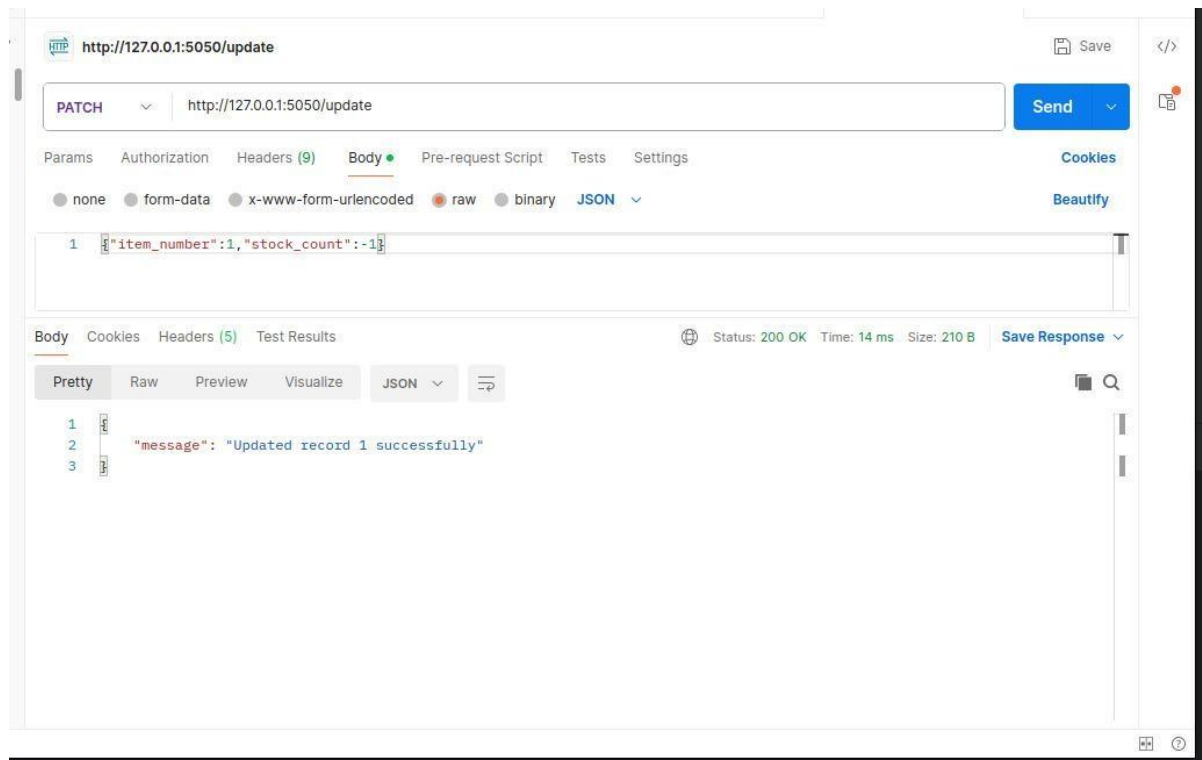 HTTP http://127.0.0.1:5050/update Save </>
PATCH http://127.0.0.1:5050/update Send
Params Authorization Headers (9) Body Pre-request Script Tests Settings Cookies
none form-data x-www-form-urlencoded raw binary JSON Beautify
1 {"item_number":1,"stock_count":-1}
Body Cookies Headers (5) Test Results Status: 200 OK Time: 14 ms Size: 210 B Save Response
Pretty Raw Preview Visualize JSON
1 {
2 "message": "Updated record 1 successfully"
3 }